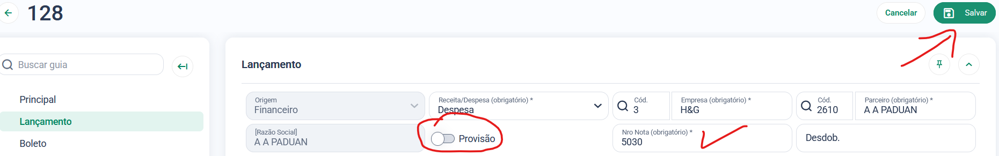 128
Cancelar
Salvar
Buscar guia
Principal
Lançamento
Boleto
Lançamento
Origem
Financeiro
Receita/Despesa (obrigatório) *
Despesa
Cód.
3
Empresa (obrigatório) *
H&G
Cód.
2610
Parceiro (obrigatório) *
A A PADUAN
[Razão Social]
A A PADUAN
Provisão
Nro Nota (obrigatório) *
5030
Desdob.